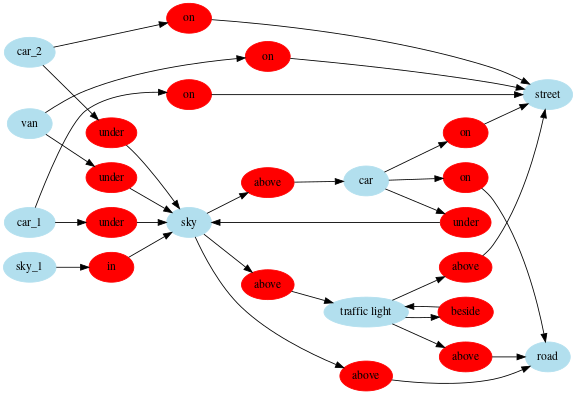 on
car_2
on
on
street
van
under
on
under
above
car
on
car_1
under
sky
under
sky_1
in
above
above
traffic light
beside
above
road
above